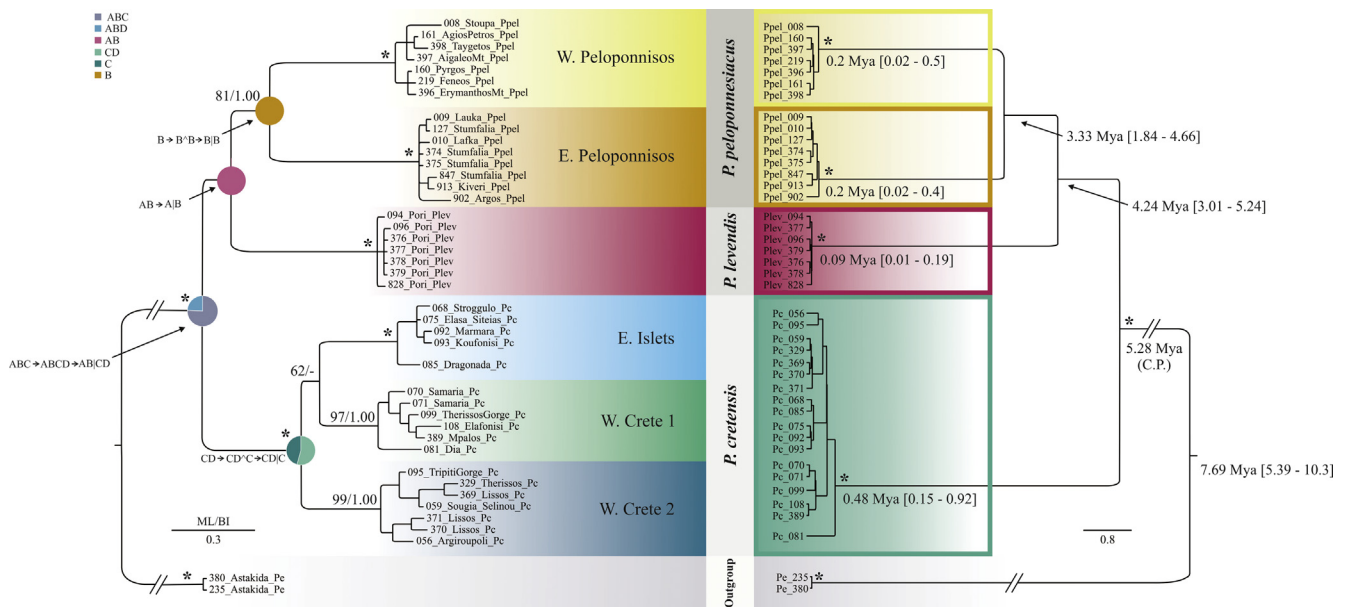 ABC
ABD
AB
CD
C
B
008_Stoupa_Ppel
161_AgiosPetros_Ppel
398_Taygetos_Ppel
397_AigaleoMt_Ppel
160_Pyrgos_Ppel
219_Feneos_Ppel
396_ErymanthosMt_Ppel
W. Peloponnisos
81/1.00
B→B^B→B|B
009_Lauka_Ppel
127_Stumfalia_Ppel
010_Lafka_Ppel
374_Stumfalia_Ppel
375_Stumfalia_Ppel
847_Stumfalia_Ppel
913_Kiveri_Ppel
902_Argos_Ppel
E. Peloponnisos
*
*
AB→A|B
094_Pori_Plev
096_Pori_Plev
376_Pori_Plev
377_Pori_Plev
378_Pori_Plev
379_Pori_Plev
828_Pori_Plev
*
*
ABC→ABCD→AB|CD
068_Stroggulo_Pc
075_Elasa_Siteias_Pc
092_Marmara_Pc
093_Koufonisi_Pc
085_Dragonada_Pc
E. Islets
*
62/-
070_Samaria_Pc
071_Samaria_Pc
099_TherissosGorge_Pc
108_Elafonisi_Pc
389_Mpalos_Pc
081_Dia_Pc
W. Crete 1
97/1.00
*
CD→CD^C→CD|C
095_TripitiGorge_Pc
329_Therissos_Pc
369_Lissos_Pc
059_Sougia_Selinou_Pc
371_Lissos_Pc
370_Lissos_Pc
056_Argiroupoli_Pc
W. Crete 2
99/1.00
ML/BI
0.3
*
380_Astakida_Pe
235_Astakida_Pe
P. peloponnesiacus
P. levendis
P. cretensis
Outgroup
Ppel_008
Ppel_160
Ppel_397
Ppel_219
Ppel_396
Ppel_161
Ppel_398
*
0.2 Mya [0.02 - 0.5]
Ppel_009
Ppel_010
Ppel_127
Ppel_374
Ppel_375
Ppel_847
Ppel_913
Ppel_902
*
0.2 Mya [0.02 - 0.4]
3.33 Mya [1.84 - 4.66]
4.24 Mya [3.01 - 5.24]
Plev_094
Plev_377
Plev_096
Plev_379
Plev_376
Plev_378
Plev_828
*
0.09 Mya [0.01 - 0.19]
Pc_056
Pc_095
Pc_059
Pc_329
Pc_369
Pc_370
Pc_371
Pc_068
Pc_085
Pc_075
Pc_092
Pc_093
Pc_070
Pc_071
Pc_099
Pc_108
Pc_389
Pc_081
*
0.48 Mya [0.15 - 0.92]
*
5.28 Mya
(C.P.)
7.69 Mya [5.39 - 10.3]
0.8
Pe_235
Pe_380
*